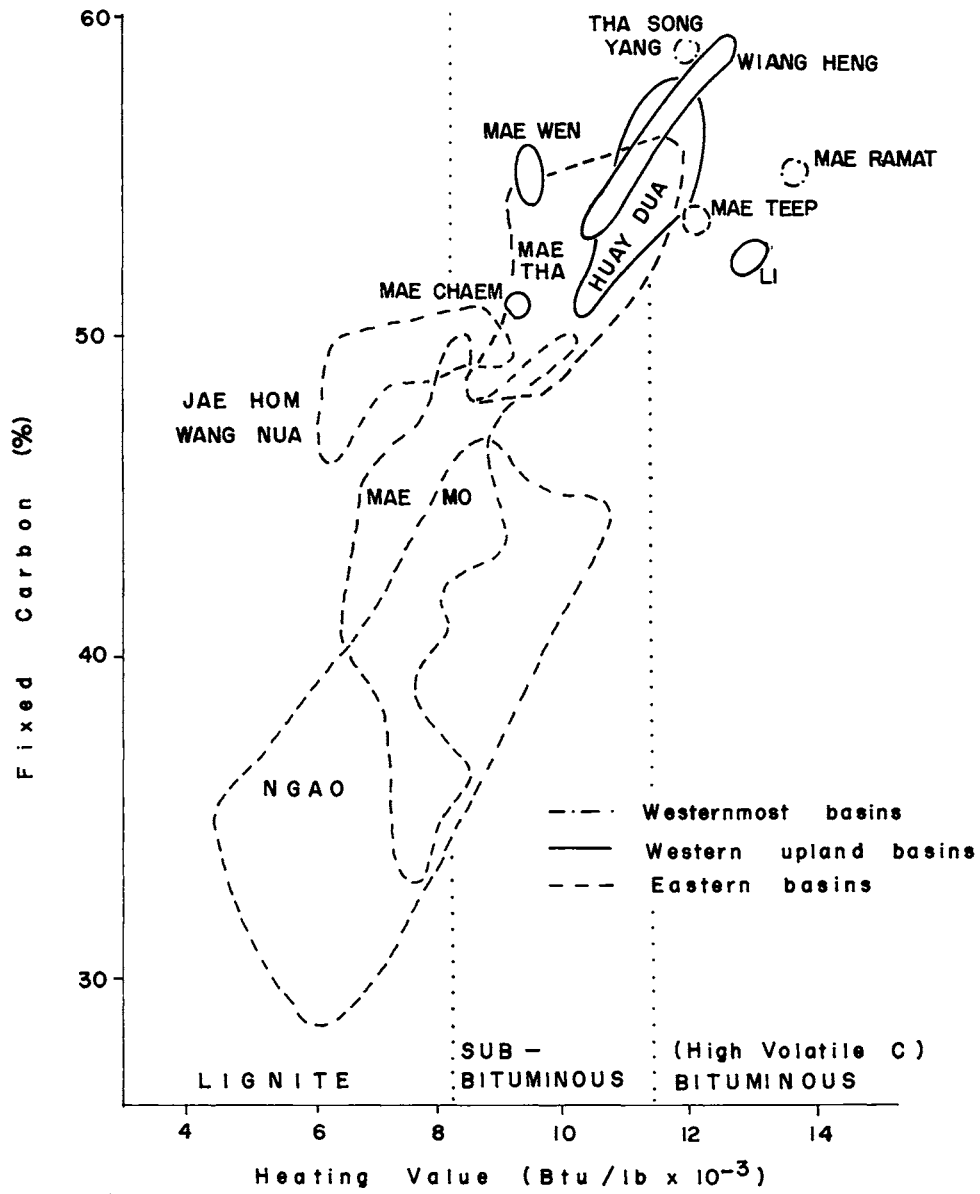 60
THA SONG
YANG
WIANG HENG
MAE WEN
MAE RAMAT
HUAY DUA
MAE TEEP
MAE
THA
LI
MAE CHAEM
50
JAE HOM
WANG NUA
MAE MO
Fixed Carbon (%)
40
NGAO
Westernmost basins
Western upland basins
Eastern basins
30
SUB-
BITUMINOUS
(High Volatile C)
BITUMINOUS
LIGNITE
4 6 8 10 12 14
Heating Value (Btu/lb x 10⁻³)